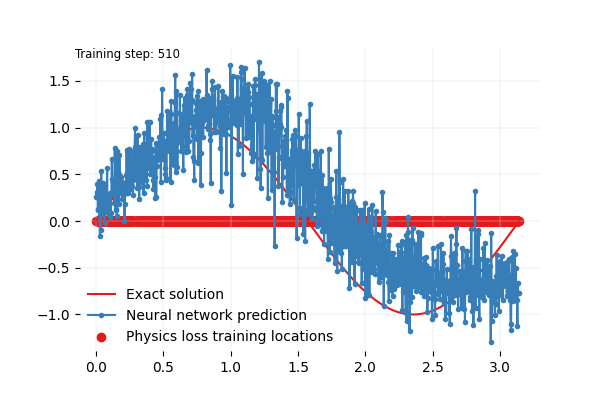 Training step: 510
1.5
1.0
0.5
0.0
−0.5
−1.0
Exact solution
Neural network prediction
Physics loss training locations
0.0 0.5 1.0 1.5 2.0 2.5 3.0